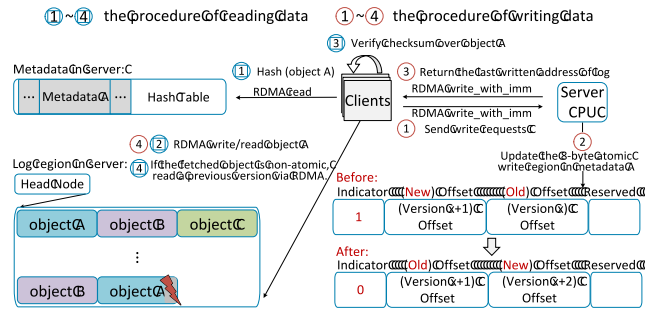 1 ~ 4 the procedure of reading data
1 ~ 4 the procedure of writing data
3 Verify checksum over object A
Metadata in server:
... Metadata A ... Hash Table
1 Hash (object A)
RDMA read
Clients
3 Return the last written address of log
RDMA write_with_imm
RDMA write_with_imm
1 Send write requests
Server
CPU
2
4 2 RDMA write/read object A
4 If the fetched object is non-atomic,
read a previous version via RDMA.
Update the 8-byte atomic
write region in metadata A
Log region in Server:
Head Node
object A object B object C
⋮
object B object A
Before:
Indicator (New) Offset (Old) Offset Reserved
1 (Version x+1) (Version x)
Offset Offset
After:
Indicator (Old) Offset (New) Offset Reserved
0 (Version x+1) (Version x+2)
Offset Offset